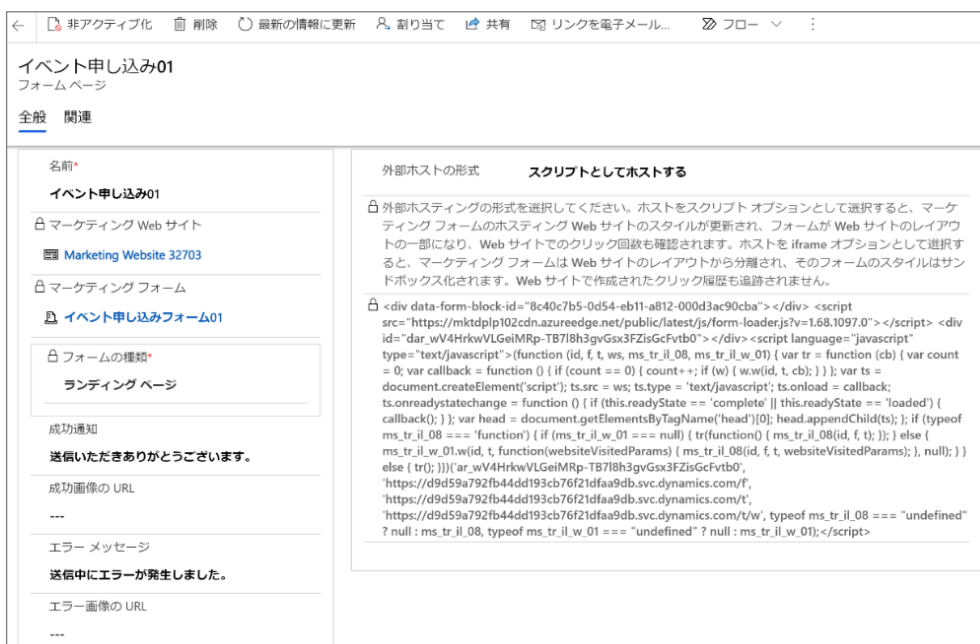 非アクティブ化 削除 最新の情報に更新 割り当て 共有 リンクを電子メール... フロー
イベント申し込み01
フォーム ページ
全般 関連
名前*
イベント申し込み01
マーケティング Web サイト
Marketing Website 32703
マーケティング フォーム
イベント申し込みフォーム01
フォームの種類*
ランディング ページ
成功通知
送信いただきありがとうございます。
成功画像の URL
---
エラー メッセージ
送信中にエラーが発生しました。
エラー画像の URL
---
外部ホストの形式 スクリプトとしてホストする
外部ホスティングの形式を選択してください。ホストをスクリプト オプションとして選択すると、マーケ
ティング フォームのホスティング Web サイトのスタイルが更新され、フォームが Web サイトのレイアウ
トの一部になり、Web サイトでのクリック回数も確認されます。ホストを iframe オプションとして選択す
ると、マーケティング フォームは Web サイトのレイアウトから分離され、そのフォームのスタイルはサン
ドボックス化されます。Web サイトで作成されたクリック履歴も追跡されません。
<div data-form-block-id="8c40c7b5-0d54-eb11-a812-000d3ac90cba"></div> <script
src="https://mktdplp102cdn.azureedge.net/public/latest/js/form-loader.js?v=1.68.1097.0"></script> <div
id="dar_wV4HrkwVLGeiMRp-TB7l8h3gvGsx3FZisGcFvtb0"></div><script language="javascript"
type="text/javascript">(function (id, f, t, ws, ms_tr_il_08, ms_tr_il_w_01) { var tr = function (cb) { var count
= 0; var callback = function () { if (count == 0) { count++; if (w) { w.w(id, t, cb); } } }; var ts =
document.createElement('script'); ts.src = ws; ts.type = 'text/javascript'; ts.onload = callback;
ts.onreadystatechange = function () { if (this.readyState == 'complete' || this.readyState == 'loaded') {
callback(); } }; var head = document.getElementsByTagName('head')[0]; head.appendChild(ts); }; if (typeof
ms_tr_il_08 === 'function') { if (ms_tr_il_w_01 === null) { tr(function() { ms_tr_il_08(id, f, t); }); } else {
ms_tr_il_w_01.w(id, t, function(websiteVisitedParams) { ms_tr_il_08(id, f, t, websiteVisitedParams); }, null); } }
else { tr(); }})('ar_wV4HrkwVLGeiMRp-TB7l8h3gvGsx3FZisGcFvtb0',
'https://d9d59a792fb44dd193cb76f21dfaa9db.svc.dynamics.com/f',
'https://d9d59a792fb44dd193cb76f21dfaa9db.svc.dynamics.com/t',
'https://d9d59a792fb44dd193cb76f21dfaa9db.svc.dynamics.com/t/w', typeof ms_tr_il_08 === "undefined"
? null : ms_tr_il_08, typeof ms_tr_il_w_01 === "undefined" ? null : ms_tr_il_w_01);</script>